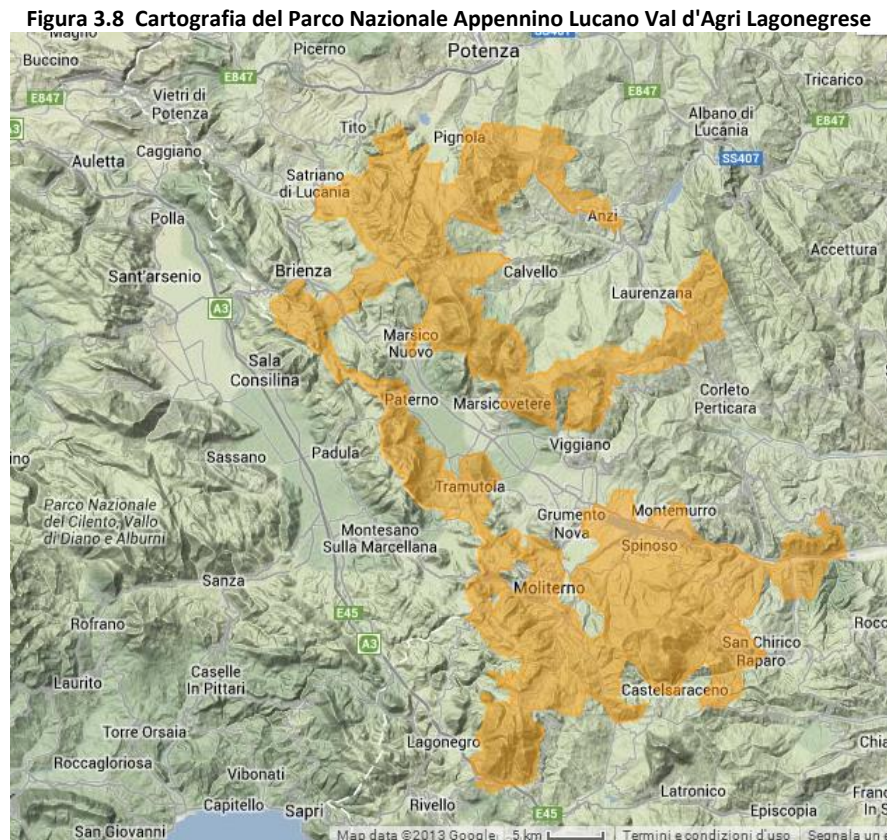 Figura 3.8 Cartografia del Parco Nazionale Appennino Lucano Val d'Agri Lagonegrese
Magno
Picerno
Potenza
SS407
Buccino
E847
E847
Vietri di
Potenza
E847
Tricarico
Albano di
Lucania
E847
Tito
Pignola
Caggiano
Auletta
SS407
Satriano
di Lucania
Polla
Anzi
Accettura
Sant'arsenio
Brienza
Calvello
Laurenzana
A3
Marsico
Nuovo
Sala
Consilina
Paterno
Marsicovetere
Corleto
Perticara
Viggiano
Sassano
Padula
Tramutola
Parco Nazionale
del Cilento, Vallo
di Diano e Alburni
Grumento
Nova
Montemurro
Montesano
Sulla Marcellana
Spinoso
Sanza
Moliterno
E45
Rofrano
A3
San Chirico
Raparo
Caselle
In Pittari
Laurito
Castelsaraceno
Torre Orsaia
Lagonegro
Roccagloriosa
Vibonati
Latronico
Capitello
Sapri
Rivello
E45
Episcopia
San Giovanni
Map data ©2013 Google
5 km
Termini e condizioni d'uso
Segnala un e